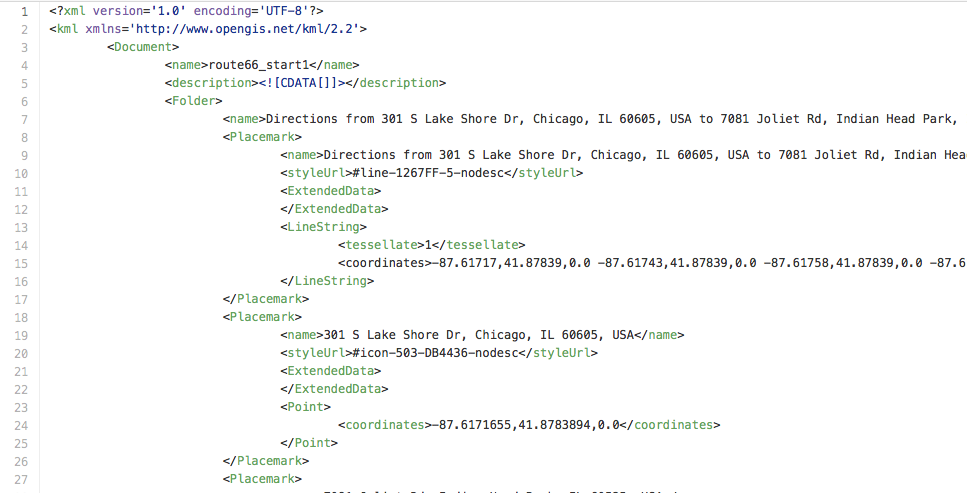 1 <?xml version='1.0' encoding='UTF-8'?>
2 <kml xmlns='http://www.opengis.net/kml/2.2'>
3 <Document>
4 <name>route66_start1</name>
5 <description><![CDATA[]]></description>
6 <Folder>
7 <name>Directions from 301 S Lake Shore Dr, Chicago, IL 60605, USA to 7081 Joliet Rd, Indian Head Park,
8 <Placemark>
9 <name>Directions from 301 S Lake Shore Dr, Chicago, IL 60605, USA to 7081 Joliet Rd, Indian Hea
10 <styleUrl>#line-1267FF-5-nodesc</styleUrl>
11 <ExtendedData>
12 </ExtendedData>
13 <LineString>
14 <tessellate>1</tessellate>
15 <coordinates>-87.61717,41.87839,0.0 -87.61743,41.87839,0.0 -87.61758,41.87839,0.0 -87.6
16 </LineString>
17 </Placemark>
18 <Placemark>
19 <name>301 S Lake Shore Dr, Chicago, IL 60605, USA</name>
20 <styleUrl>#icon-503-DB4436-nodesc</styleUrl>
21 <ExtendedData>
22 </ExtendedData>
23 <Point>
24 <coordinates>-87.6171655,41.8783894,0.0</coordinates>
25 </Point>
26 </Placemark>
27 <Placemark>